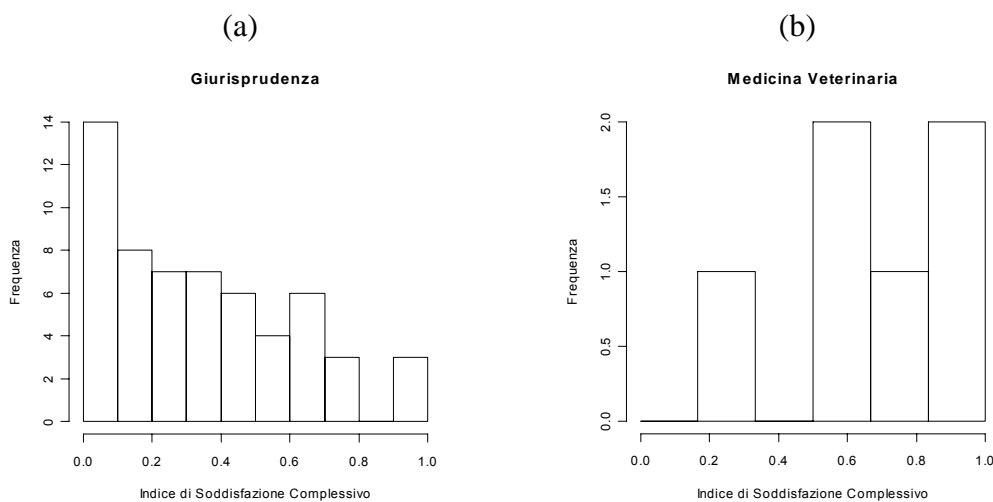 (a)
Giurisprudenza
Frequenza
14
12
10
8
6
4
2
0
0.0 0.2 0.4 0.6 0.8 1.0
Indice di Soddisfazione Complessivo
(b)
Medicina Veterinaria
Frequenza
2.0
1.5
1.0
0.5
0.0
0.0 0.2 0.4 0.6 0.8 1.0
Indice di Soddisfazione Complessivo